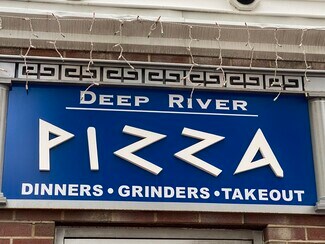 DEEP RIVER
PIZZA
DINNERS • GRINDERS • TAKEOUT